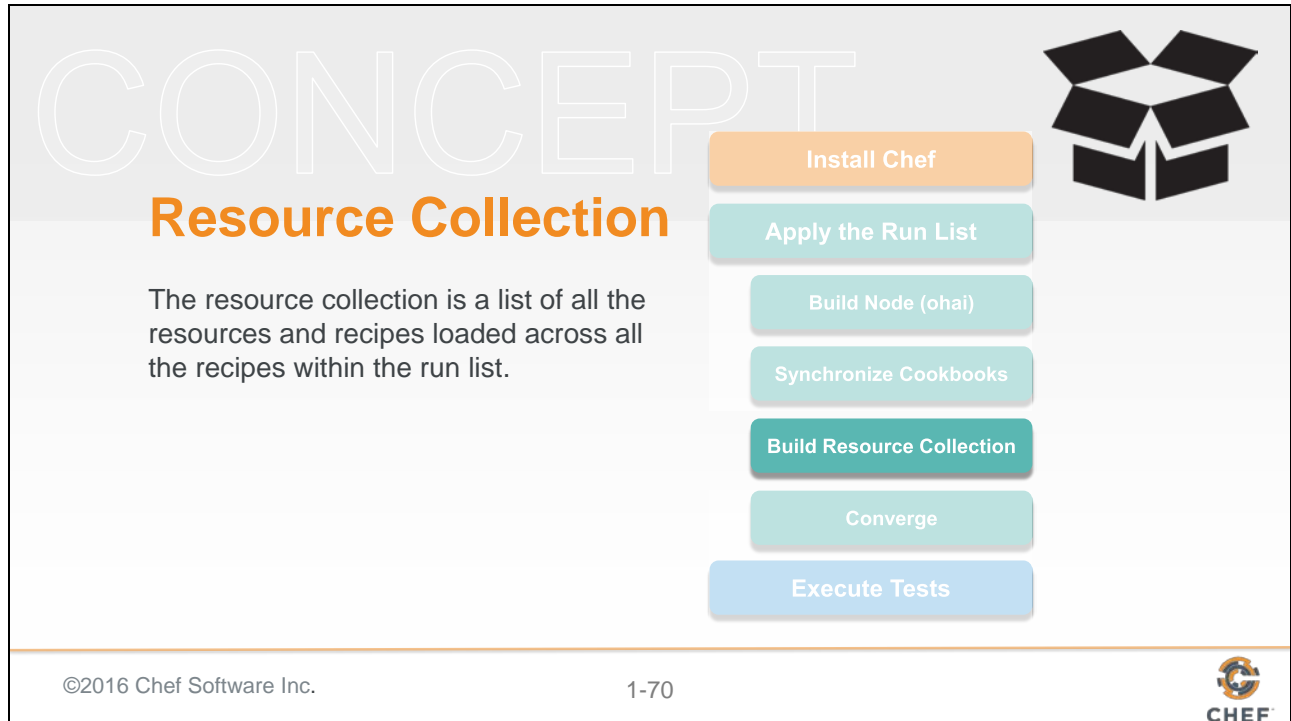 CONCEPT
Resource Collection
The resource collection is a list of all the
resources and recipes loaded across all
the recipes within the run list.
Install Chef
Apply the Run List
Build Node (ohai)
Synchronize Cookbooks
Build Resource Collection
Converge
Execute Tests
©2016 Chef Software Inc.
1-70
CHEF